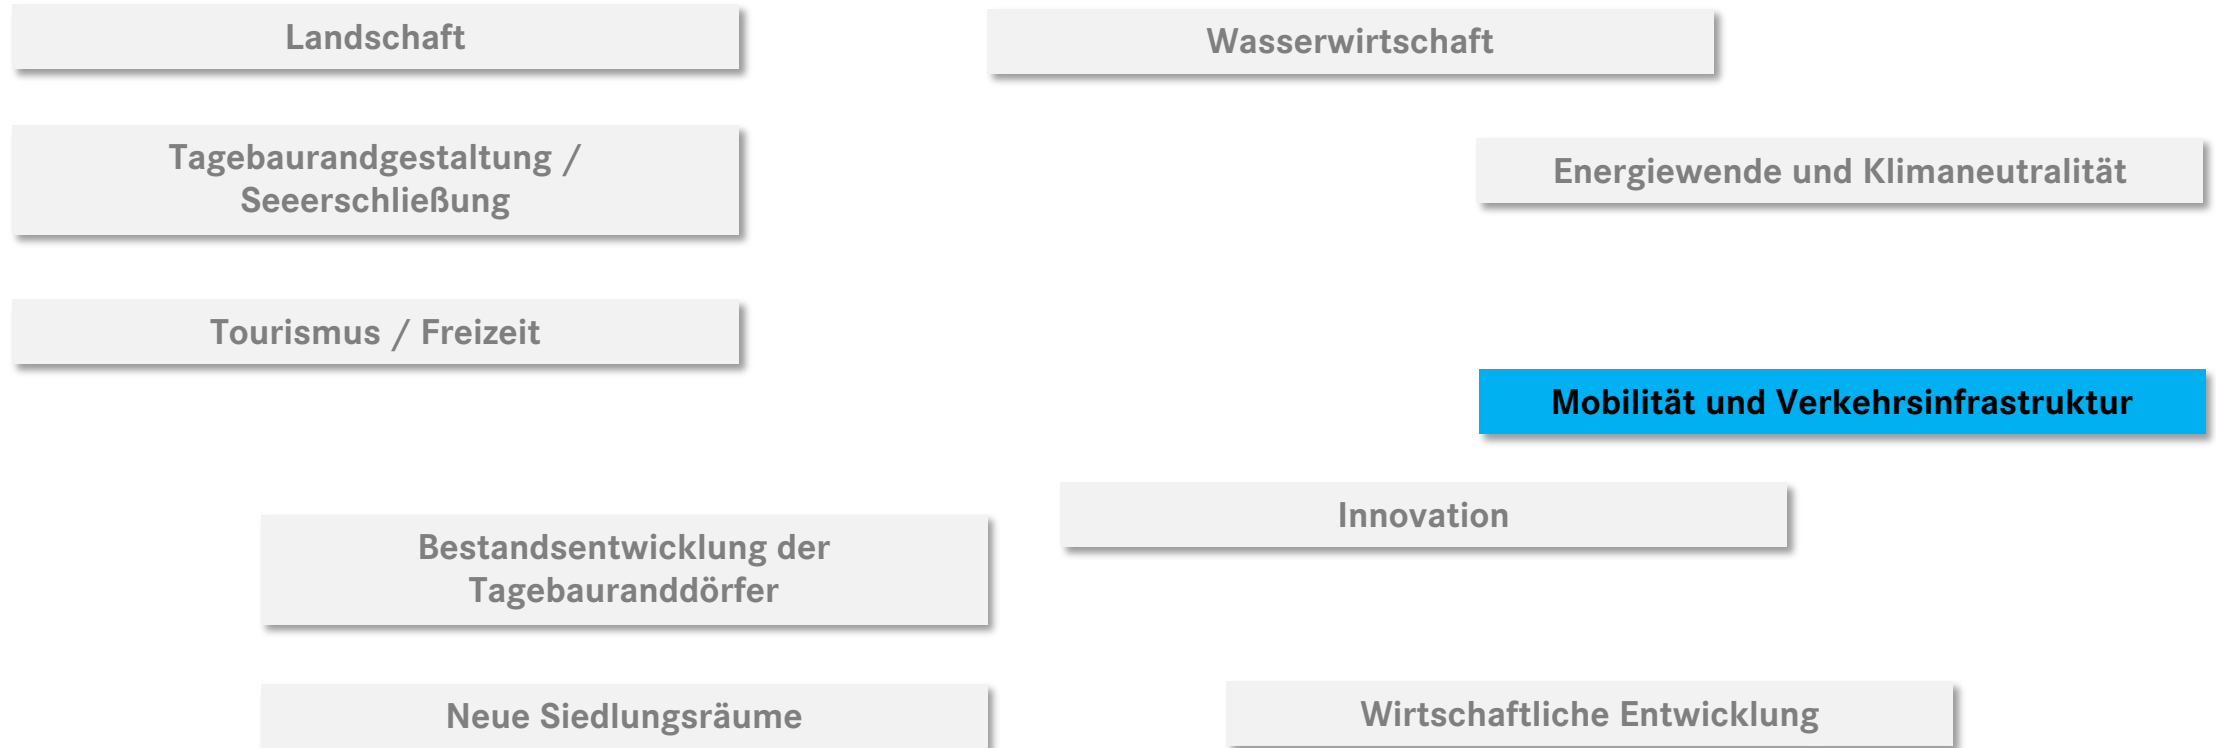 Landschaft
Wasserwirtschaft
Tagebaurandgestaltung /
Seeerschließung
Energiewende und Klimaneutralität
Tourismus / Freizeit
Mobilität und Verkehrsinfrastruktur
Innovation
Bestandsentwicklung der
Tagebauranddörfer
Neue Siedlungsräume
Wirtschaftliche Entwicklung